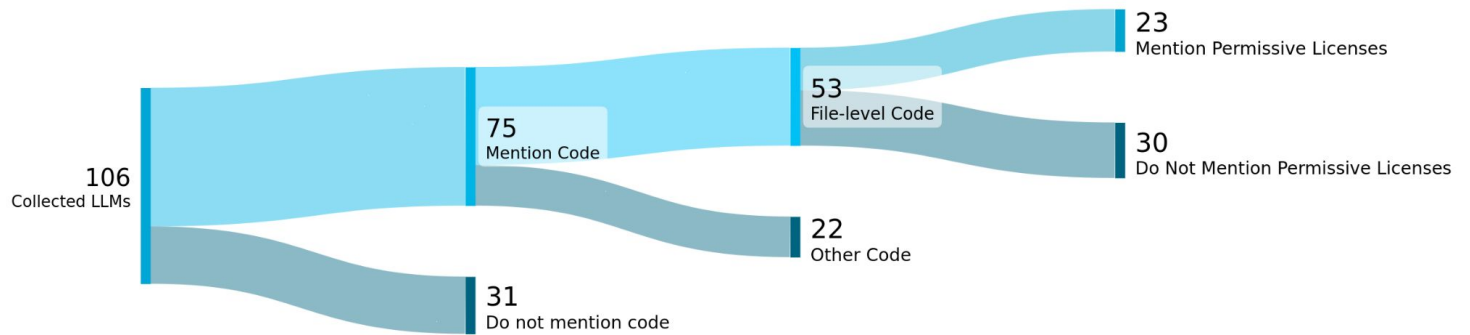 106
Collected LLMs
75
Mention Code
31
Do not mention code
53
File-level Code
22
Other Code
23
Mention Permissive Licenses
30
Do Not Mention Permissive Licenses